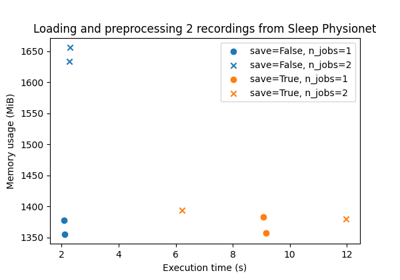 Loading and preprocessing 2 recordings from Sleep Physionet
save=False, n_jobs=1
save=False, n_jobs=2
save=True, n_jobs=1
save=True, n_jobs=2
Memory usage (MiB)
1650
1600
1550
1500
1450
1400
1350
2 4 6 8 10 12
Execution time (s)